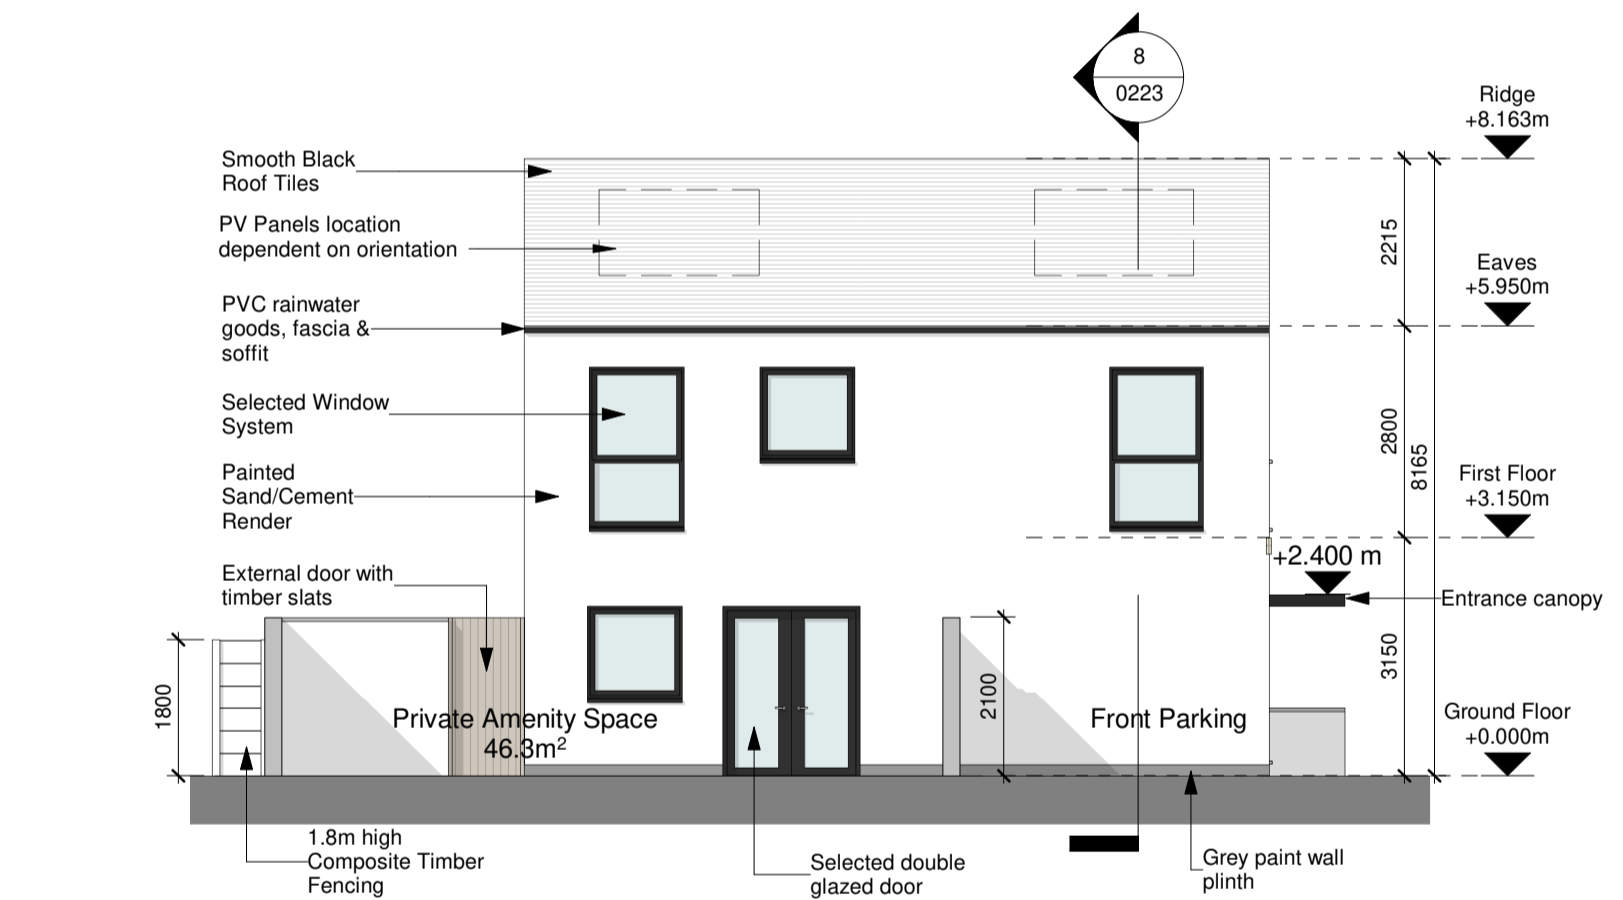 8
0223
Ridge
+8.163m
Smooth Black
Roof Tiles
PV Panels location
dependent on orientation
2215
Eaves
+5.950m
PVC rainwater
goods, fascia &
soffit
Selected Window
System
2800
8165
Painted
Sand/Cement
Render
First Floor
+3.150m
+2.400 m
External door with
timber slats
Entrance canopy
1800
2100
3150
Private Amenity Space
46.3m²
Front Parking
Ground Floor
+0.000m
1.8m high
Composite Timber
Fencing
Selected double
glazed door
Grey paint wall
plinth